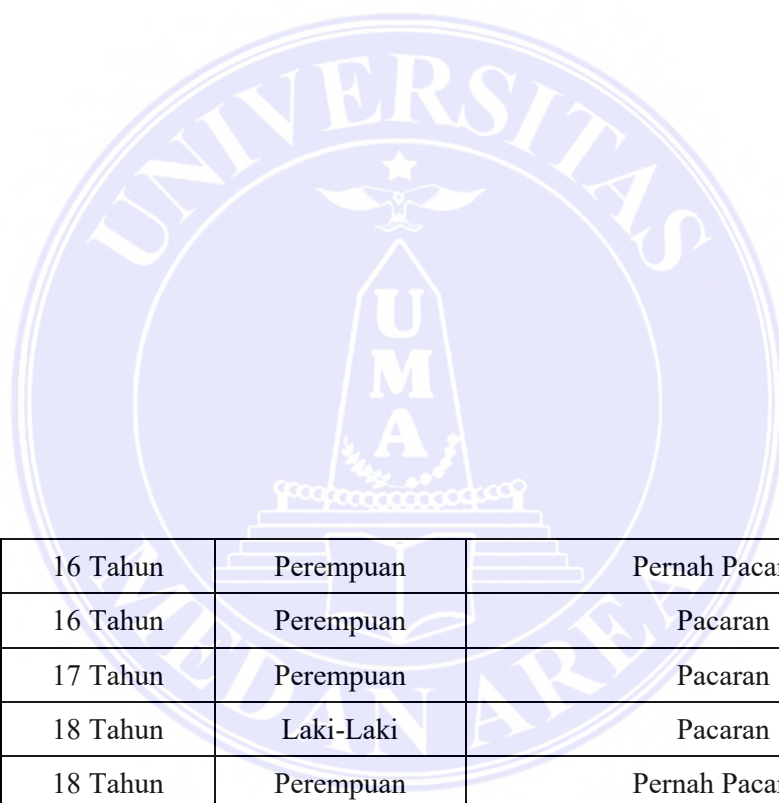 UNIVERSITAS
U
M
A
MEDAN AREA
16 Tahun Perempuan Pernah Pacar
16 Tahun Perempuan Pacaran
17 Tahun Perempuan Pacaran
18 Tahun Laki-Laki Pacaran
18 Tahun Perempuan Pernah Pacar